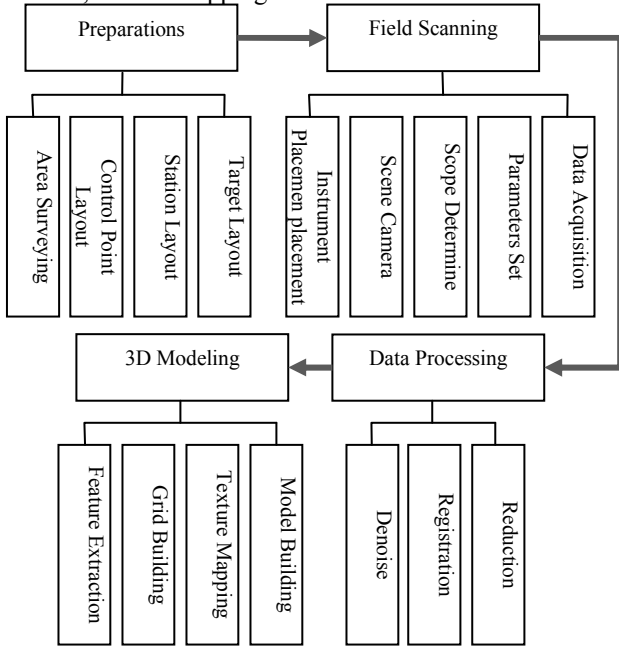 Preparations
Field Scanning
Area Surveying
Control Point
Layout
Station Layout
Target Layout
Instrument
Placemen placement
Scene Camera
Scope Determine
Parameters Set
Data Acquisition
3D Modeling
Data Processing
Feature Extraction
Grid Building
Texture Mapping
Model Building
Denoise
Registration
Reduction